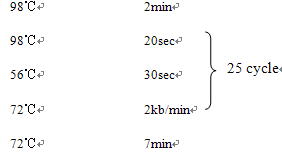 98℃↵ 2min↵
98℃↵ 20sec↵
56℃↵ 30sec↵
25 cycle↵
72℃↵ 2kb/min↵
72℃↵ 7min↵